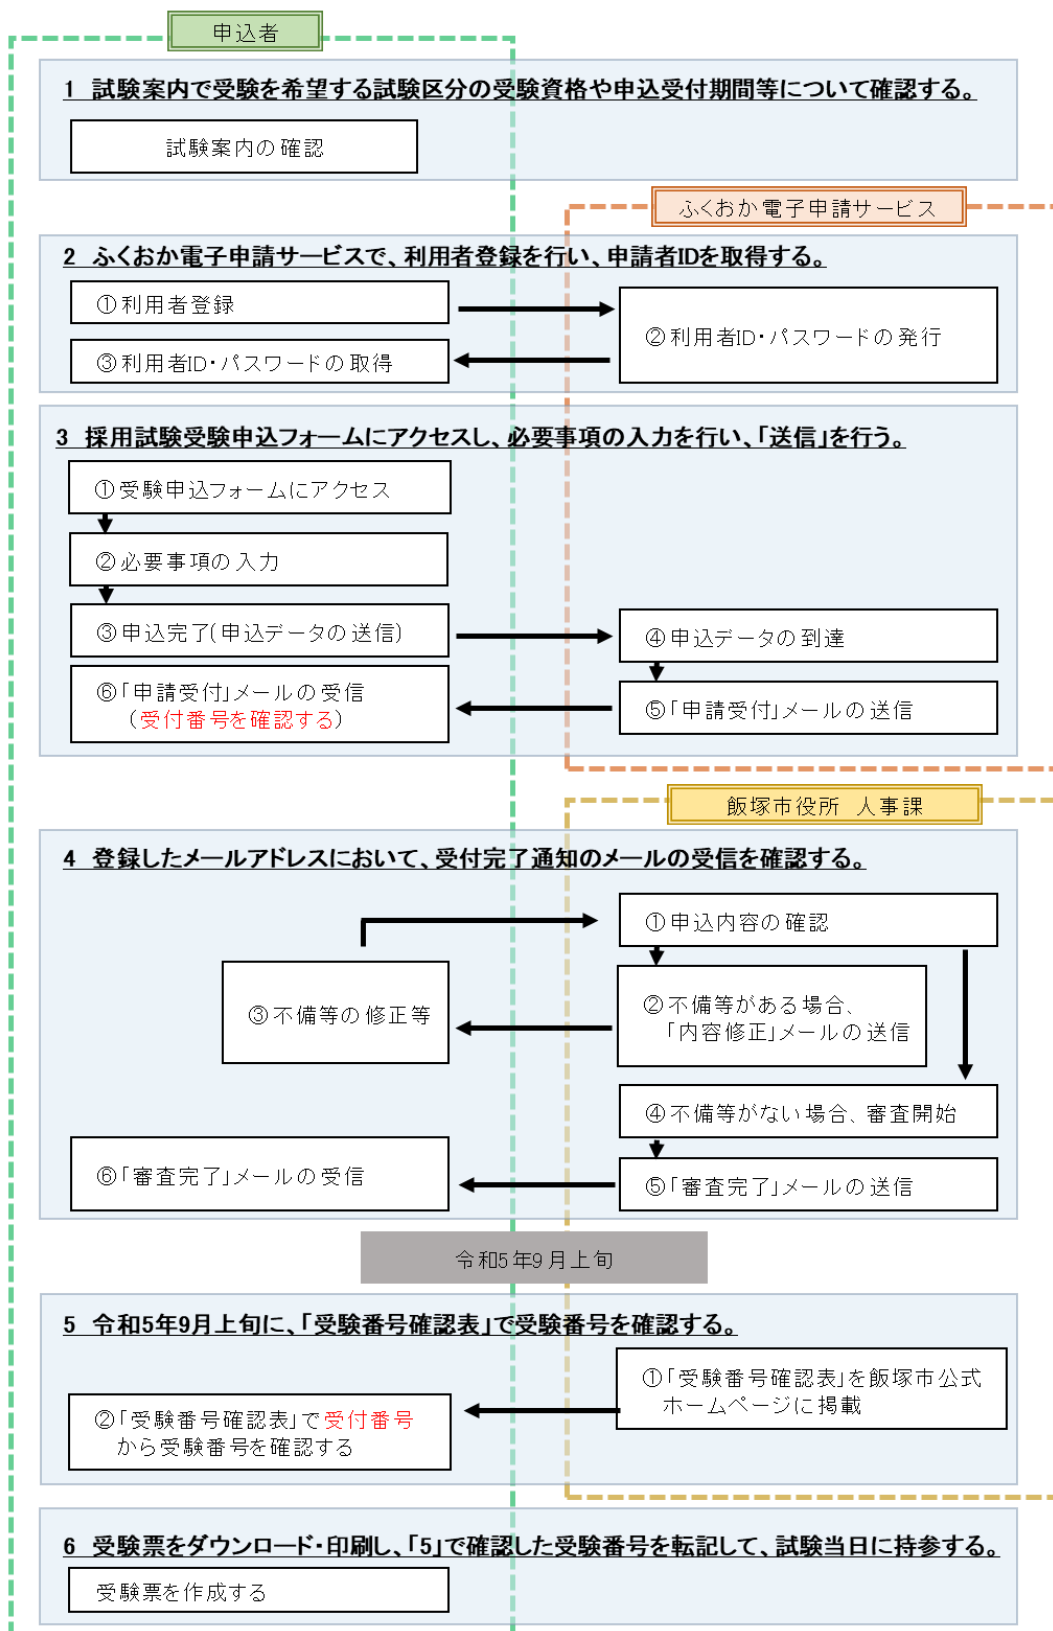 申込者
1 試験案内で受験を希望する試験区分の受験資格や申込受付期間等について確認する。
試験案内の確認
ふくおか電子申請サービス
2 ふくおか電子申請サービスで、利用者登録を行い、申請者IDを取得する。
①利用者登録
②利用者ID・パスワードの発行
③利用者ID・パスワードの取得
3 採用試験受験申込フォームにアクセスし、必要事項の入力を行い、「送信」を行う。
①受験申込フォームにアクセス
②必要事項の入力
③申込完了(申込データの送信)
④申込データの到達
⑤「申請受付」メールの送信
⑥「申請受付」メールの受信
（受付番号を確認する）
飯塚市役所 人事課
4 登録したメールアドレスにおいて、受付完了通知のメールの受信を確認する。
①申込内容の確認
②不備等がある場合、
「内容修正」メールの送信
③不備等の修正等
④不備等がない場合、審査開始
⑤「審査完了」メールの送信
⑥「審査完了」メールの受信
令和5年9月上旬
5 令和5年9月上旬に、「受験番号確認表」で受験番号を確認する。
①「受験番号確認表」を飯塚市公式
ホームページに掲載
②「受験番号確認表」で受付番号
から受験番号を確認する
6 受験票をダウンロード・印刷し、「5」で確認した受験番号を転記して、試験当日に持参する。
受験票を作成する